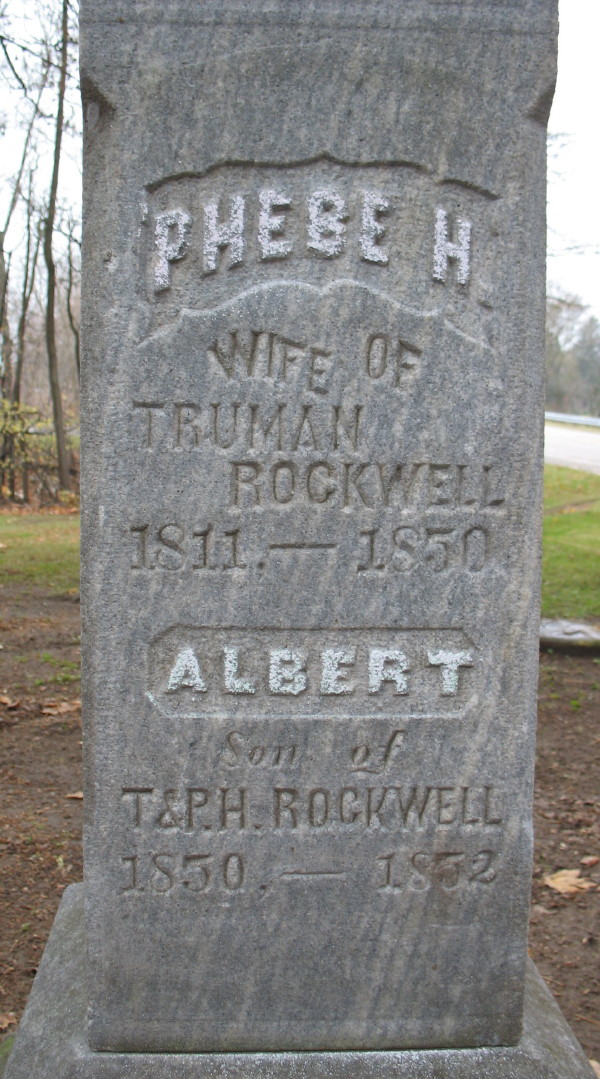 PHEBE H.
WIFE OF
TRUMAN
ROCKWELL
1811.— 1850.
ALBERT
Son of
T&P.H. ROCKWELL
1850.— 1852